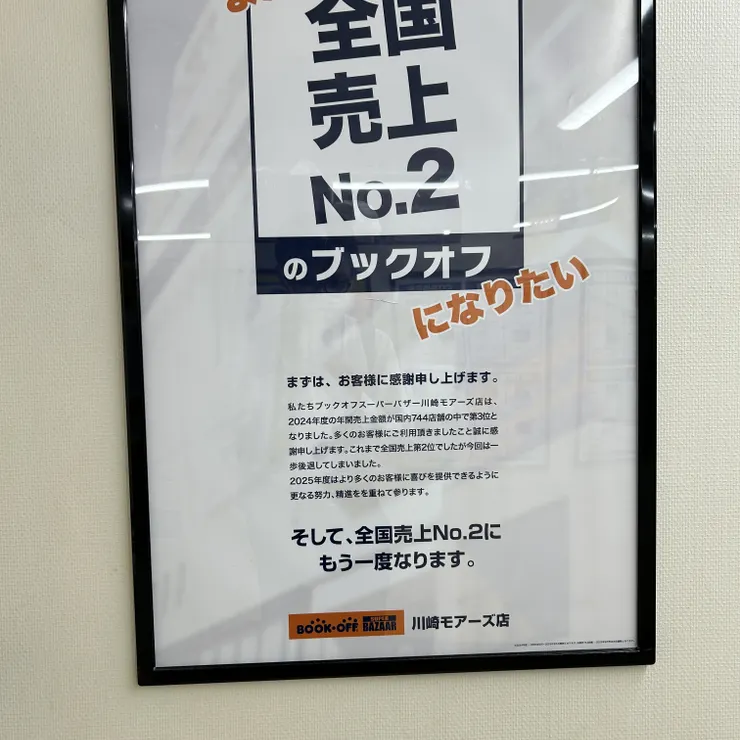 全国
売上
No.2
のブックオフ
になりたい
まずは、お客様に感謝申し上げます。
私たちブックオフスーパーバザー川崎モアーズ店は、
2024年度の年間売上金額が国内744店舗の中で第3位と
なりました。多くのお客様にご利用頂きましたこと誠に感
謝申し上げます。これまで全国売上第2位でしたが今回は一
歩後退してしまいました。
2025年度はより多くのお客様に喜びを提供できるように
更なる努力、精進をを重ねて参ります。
そして、全国売上No.2に
もう一度なります。
BOOK・OFF SUPER BAZAAR 川崎モアーズ店